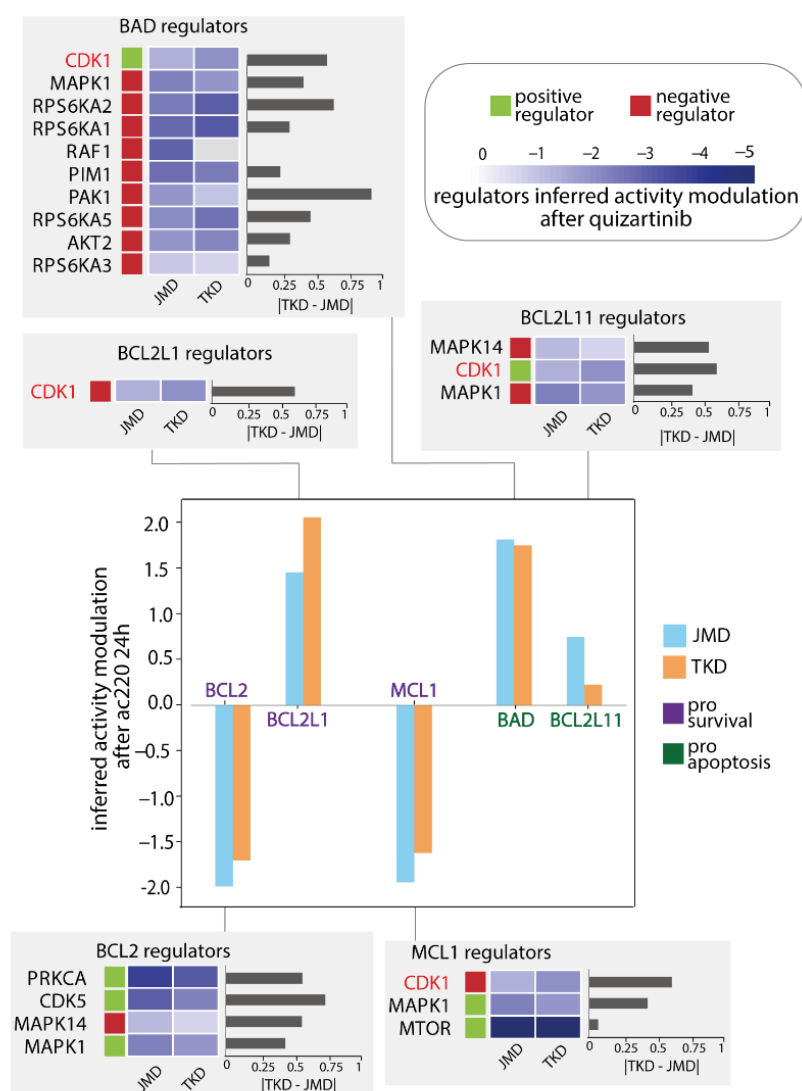 BAD regulators
CDK1
MAPK1
RPS6KA2
RPS6KA1
RAF1
PIM1
PAK1
RPS6KA5
AKT2
RPS6KA3
JMD
TKD
0 0.25 0.75 1
|TKD - JMD|
positive regulator
negative regulator
0 −1 −2 −3 −4 −5
regulators inferred activity modulation
after quizartinib
BCL2L1 regulators
CDK1
JMD
TKD
0 0.25 0.5 0.75 1
|TKD - JMD|
BCL2L11 regulators
MAPK14
CDK1
MAPK1
JMD
TKD
0 0.25 0.5 0.75 1
|TKD - JMD|
inferred activity modulation
after ac220 24h
2.0
1.5
1.0
0.5
0.0
−0.5
−1.0
−1.5
-2.0
BCL2
BCL2L1
MCL1
BAD
BCL2L11
JMD
TKD
pro
survival
pro
apoptosis
BCL2 regulators
PRKCA
CDK5
MAPK14
MAPK1
JMD
TKD
0 0.25 0.5 0.75 1
|TKD - JMD|
MCL1 regulators
CDK1
MAPK1
MTOR
JMD
TKD
0 0.25 0.5 0.75 1
|TKD - JMD|